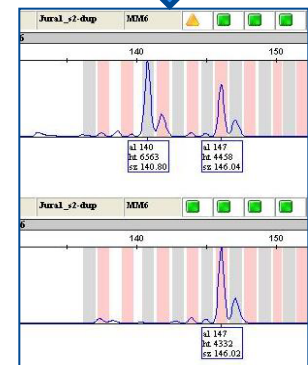 Jura1_s2-dup MM6
6
140 150
al 140 al 147
ht 6563 ht 4458
sz 140.80 sz 146.04
Jura1_s2-dup MM6
6
140 150
al 147
ht 4332
sz 146.02